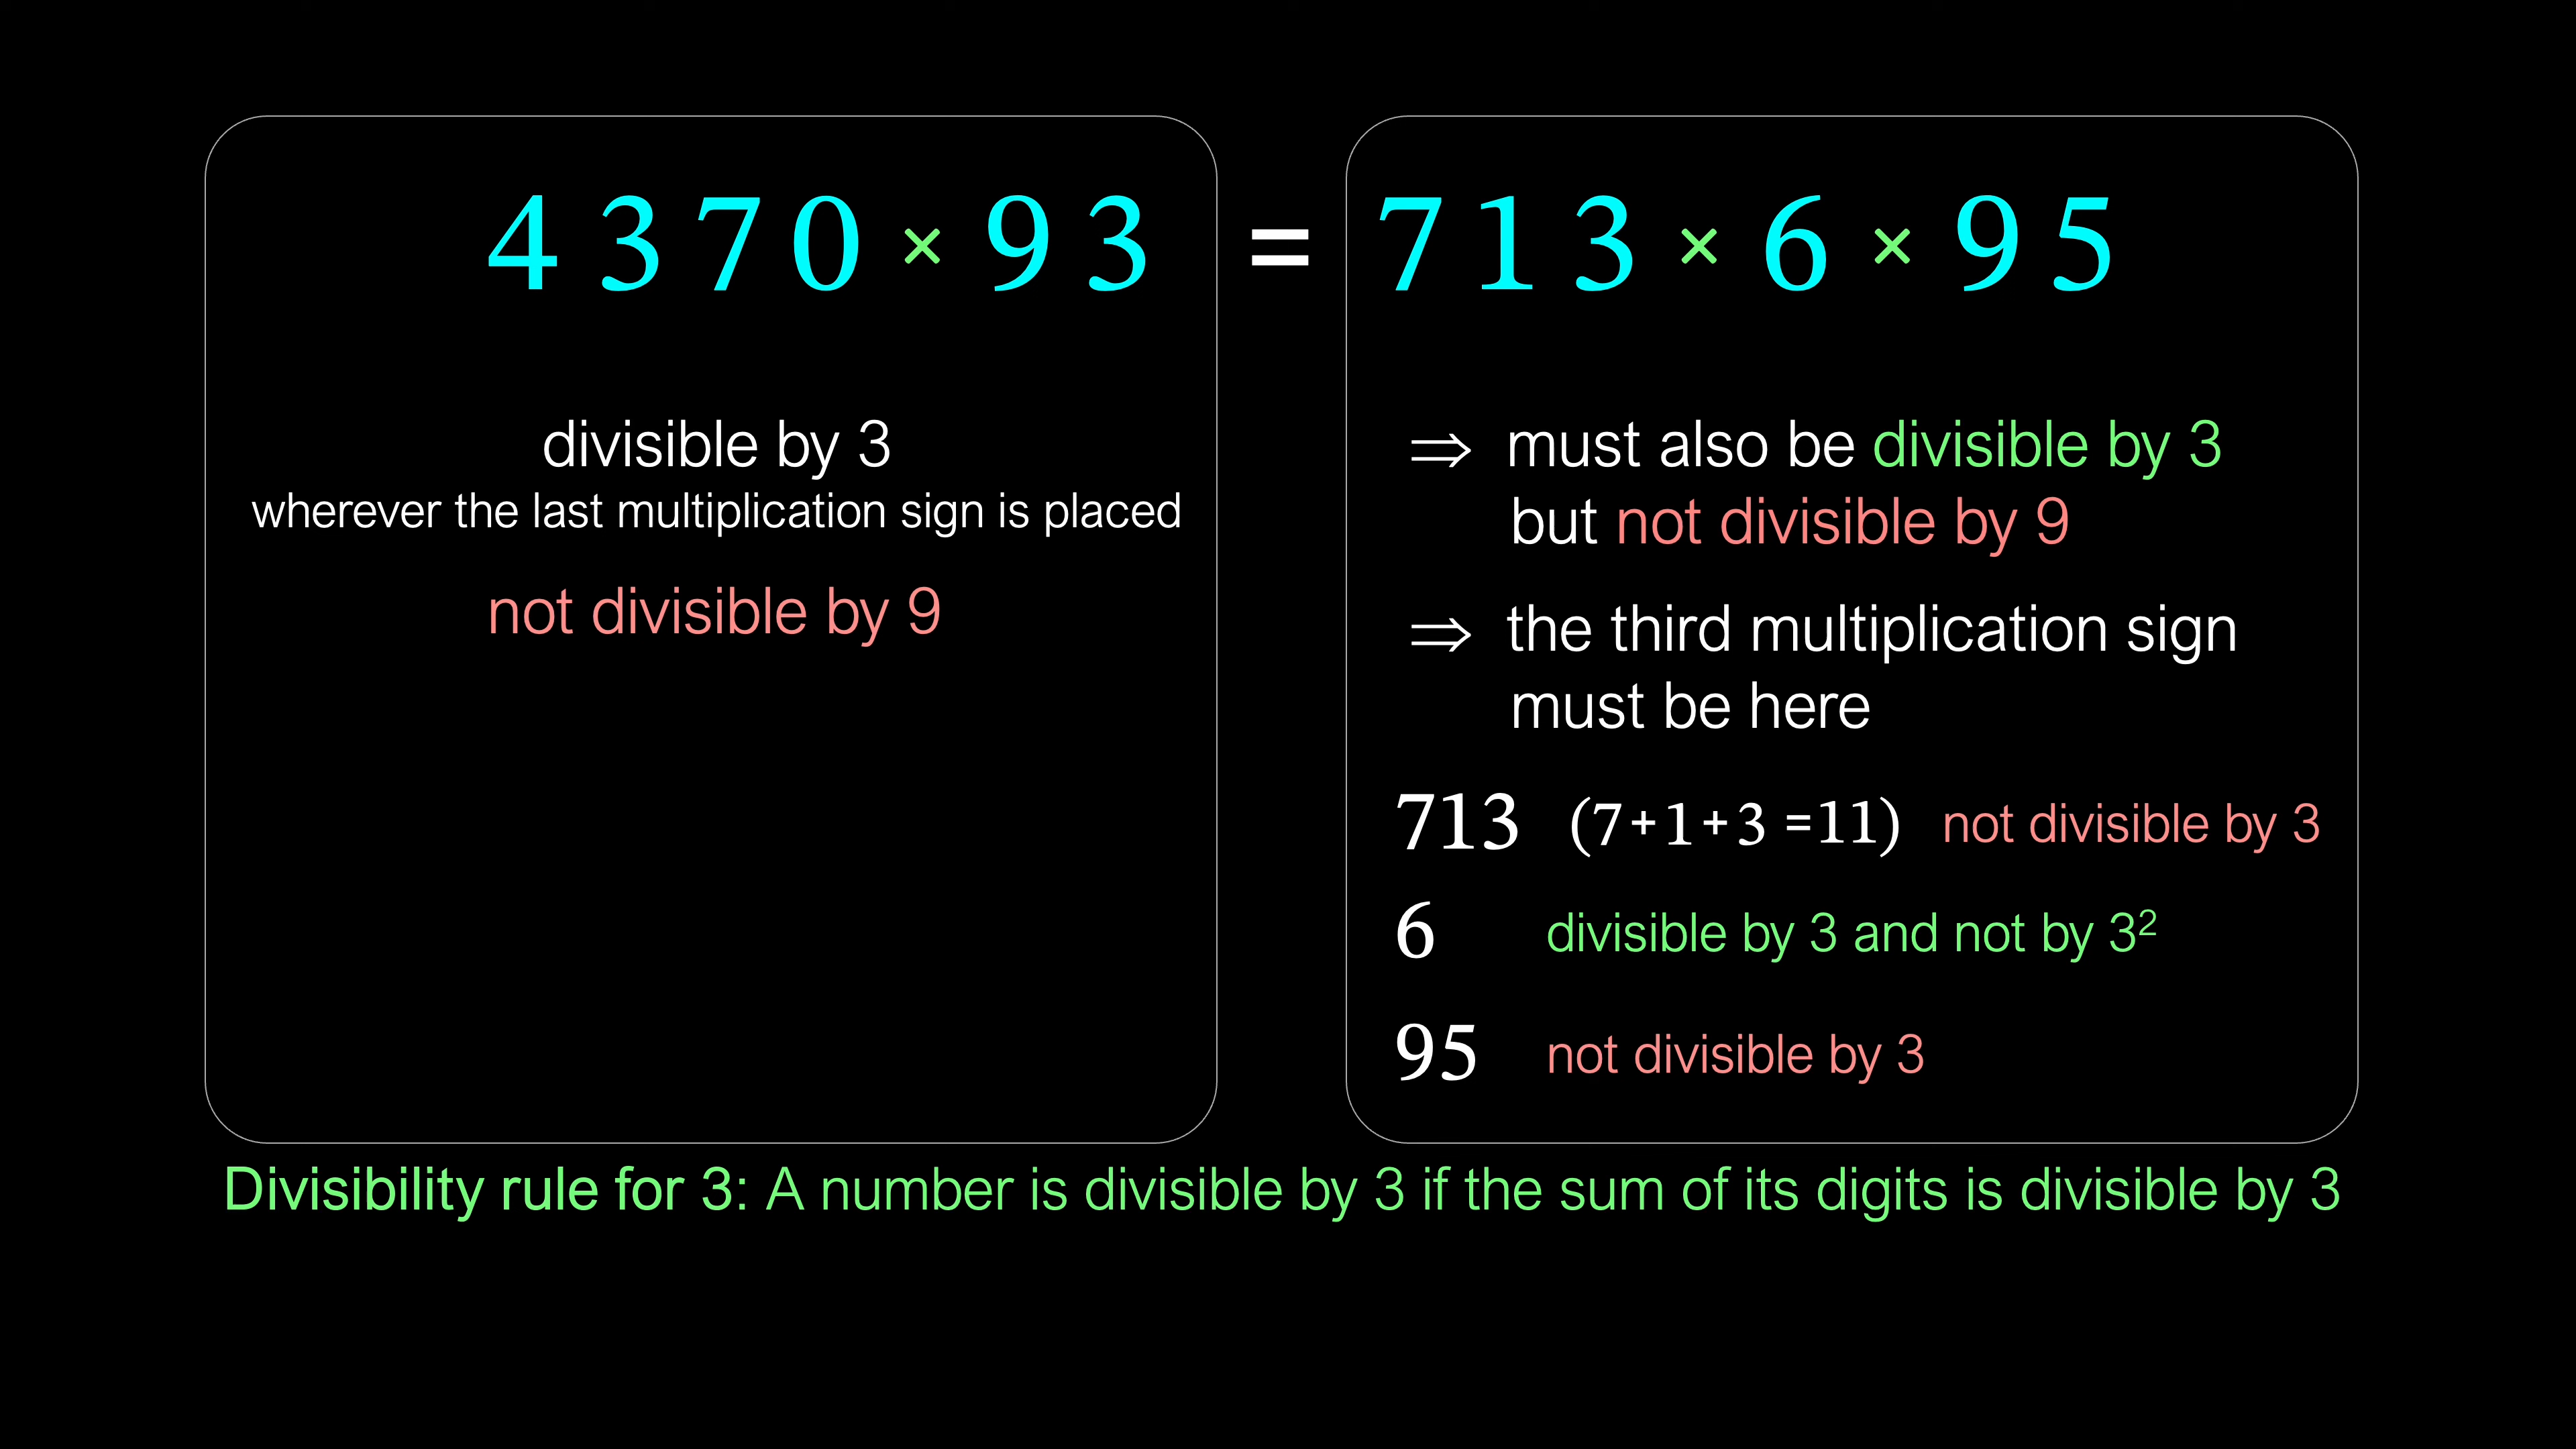 4 3 7 0 × 9 3 = 7 1 3 × 6 × 9 5
divisible by 3
wherever the last multiplication sign is placed
not divisible by 9
⇒ must also be divisible by 3
but not divisible by 9
⇒ the third multiplication sign
must be here
713 (7+1+3 =11) not divisible by 3
6 divisible by 3 and not by 3²
95 not divisible by 3
Divisibility rule for 3: A number is divisible by 3 if the sum of its digits is divisible by 3